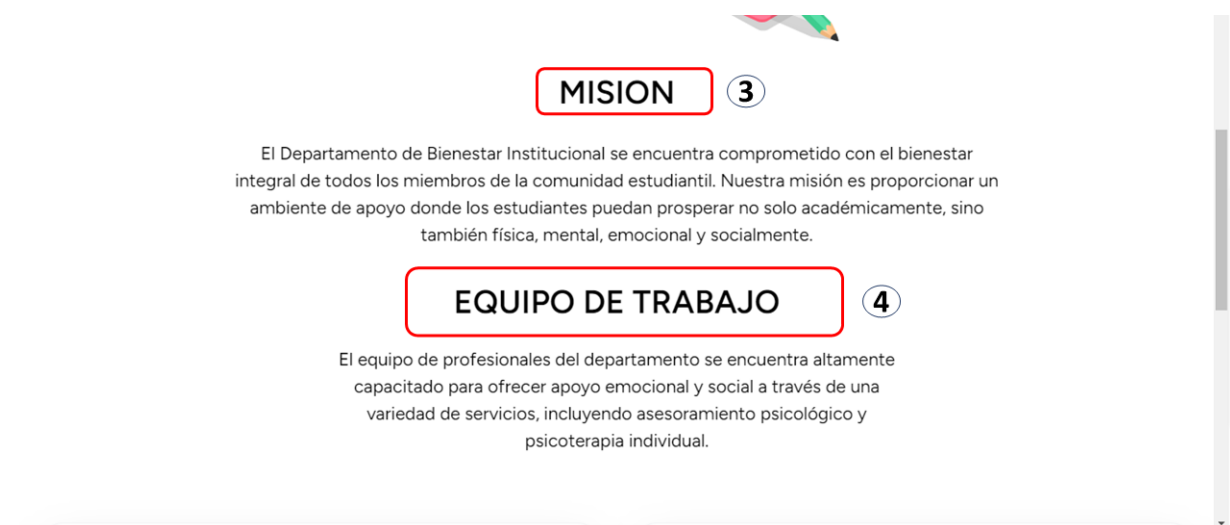 MISION 3
El Departamento de Bienestar Institucional se encuentra comprometido con el bienestar
integral de todos los miembros de la comunidad estudiantil. Nuestra misión es proporcionar un
ambiente de apoyo donde los estudiantes puedan prosperar no solo académicamente, sino
también física, mental, emocional y socialmente.
EQUIPO DE TRABAJO 4
El equipo de profesionales del departamento se encuentra altamente
capacitado para ofrecer apoyo emocional y social a través de una
variedad de servicios, incluyendo asesoramiento psicológico y
psicoterapia individual.